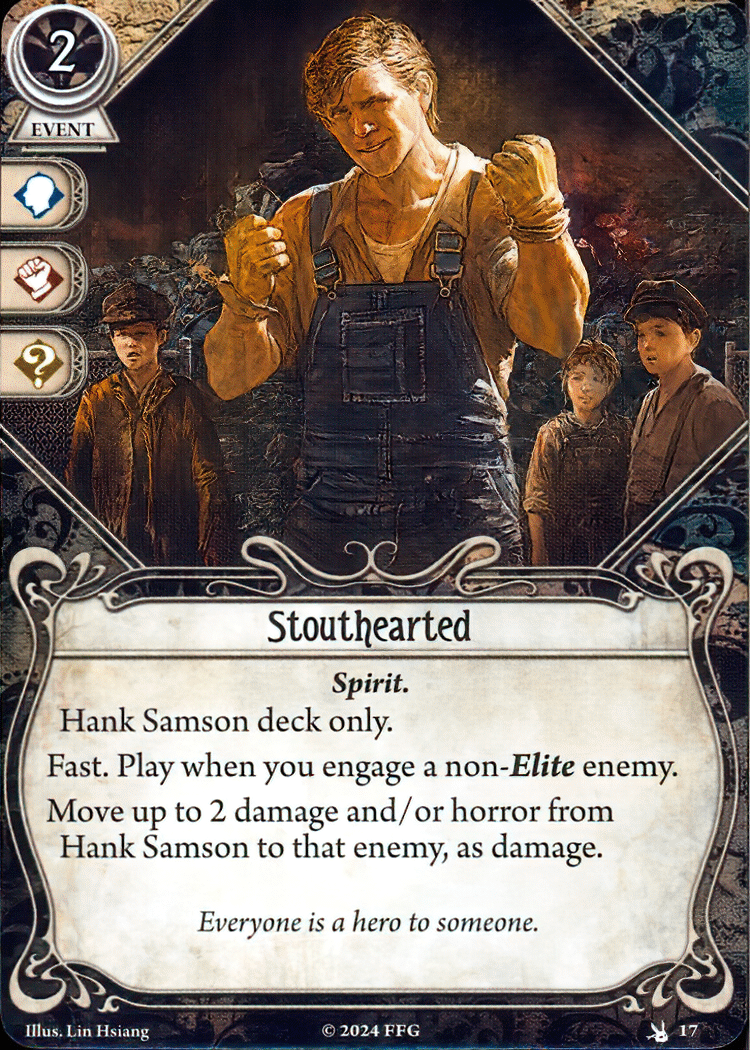 2
EVENT
?
Stouthearted
Spirit.
Hank Samson deck only.
Fast. Play when you engage a non-Elite enemy.
Move up to 2 damage and/or horror from
Hank Samson to that enemy, as damage.
Everyone is a hero to someone.
Illus. Lin Hsiang
© 2024 FFG
17